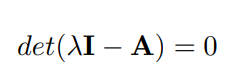 det(λI − A) = 0